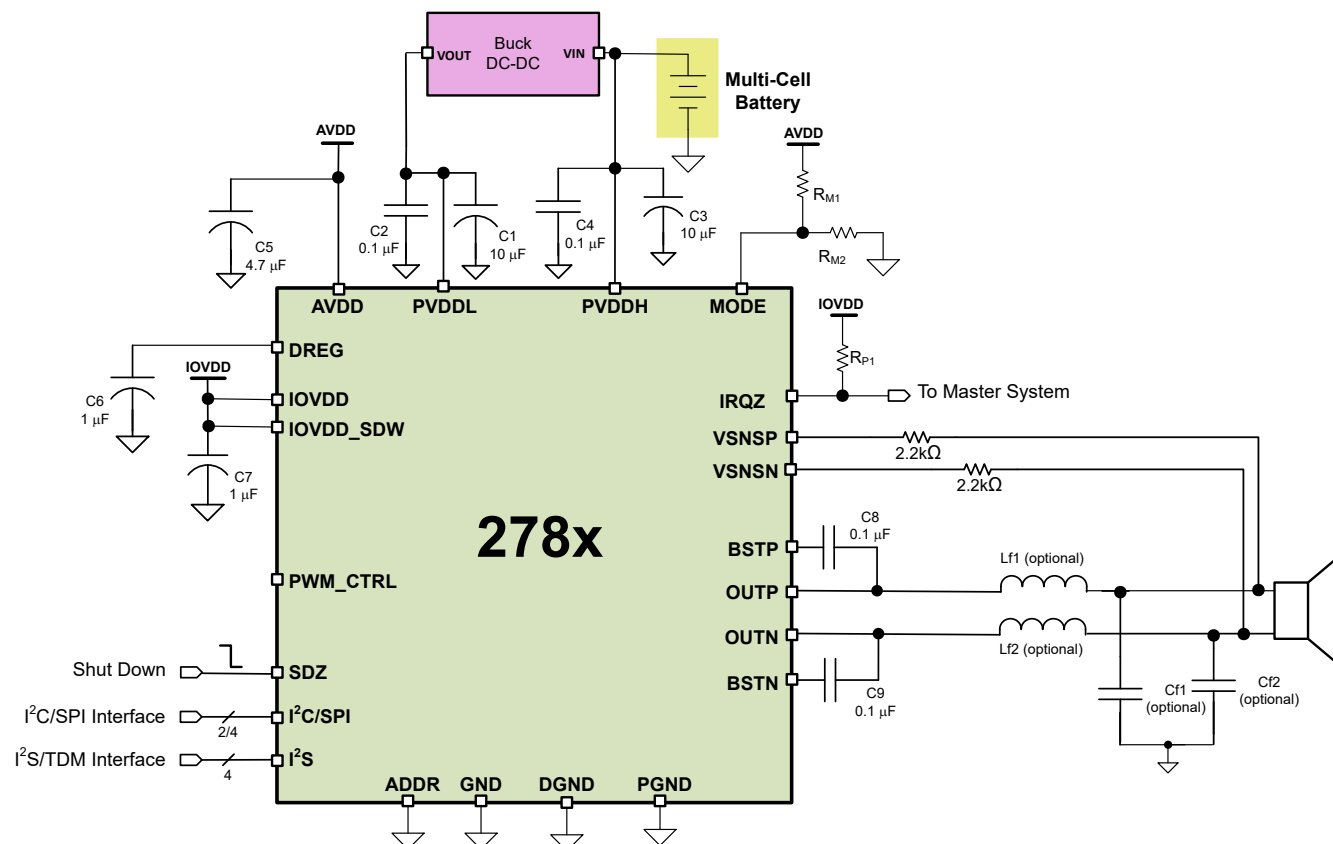 Buck
DC-DC
VOUT
VIN
Multi-Cell
Battery
AVDD
AVDD
C5
4.7 µF
C2
0.1 µF
C1
10 µF
C4
0.1 µF
C3
10 µF
RM1
RM2
AVDD
PVDDL
PVDDH
MODE
IOVDD
RP1
DREG
C6
1 µF
IOVDD
IOVDD
IOVDD_SDW
C7
1 µF
IRQZ
To Master System
VSNSP
2.2kΩ
VSNSN
2.2kΩ
278x
C8
0.1 µF
BSTP
Lf1 (optional)
PWM_CTRL
OUTP
OUTN
Lf2 (optional)
Shut Down
SDZ
BSTN
C9
0.1 µF
Cf1
(optional)
Cf2
(optional)
I²C/SPI Interface
2/4
I²C/SPI
I²S/TDM Interface
4
I²S
ADDR
GND
DGND
PGND